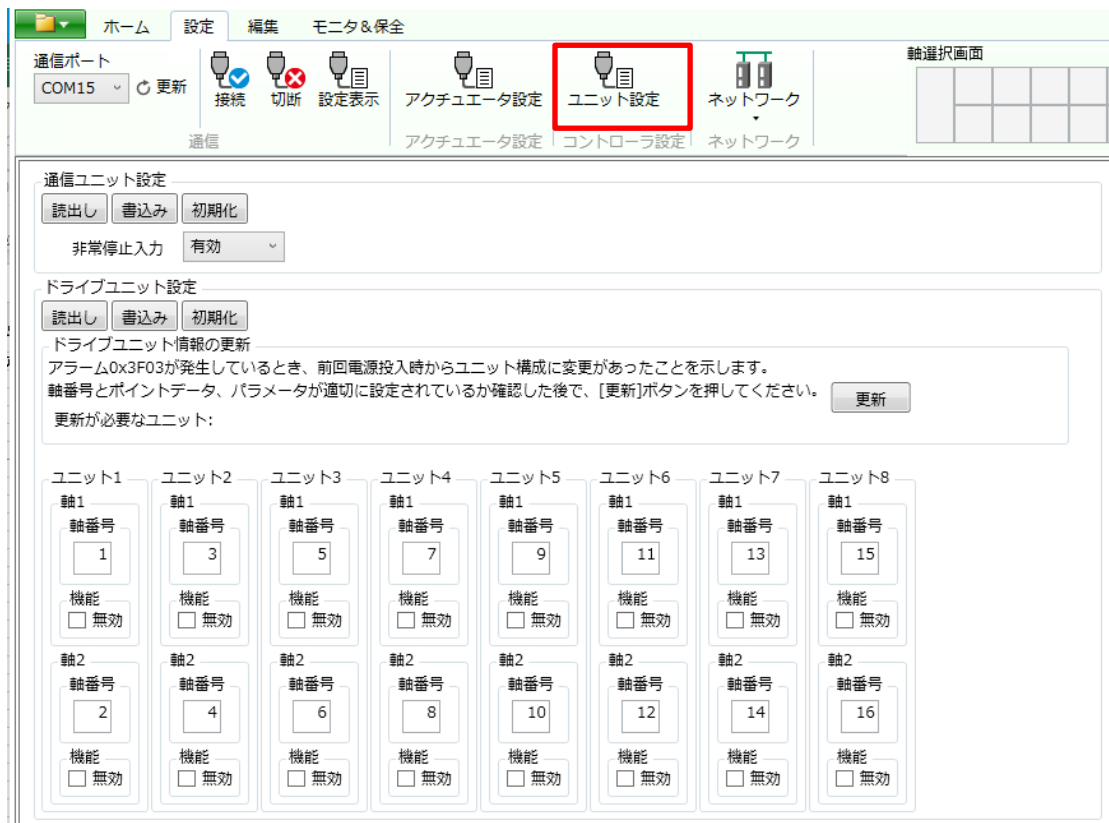 ホーム 設定 編集 モニタ&保全
通信ポート 軸選択画面
COM15 更新 接続 切断 設定表示 アクチュエータ設定 ユニット設定 ネットワーク
通信 アクチュエータ設定 コントローラ設定 ネットワーク
通信ユニット設定
読出し 書込み 初期化
非常停止入力 有効
ドライブユニット設定
読出し 書込み 初期化
ドライブユニット情報の更新
アラーム0x3F03が発生しているとき、前回電源投入時からユニット構成に変更があったことを示します。
軸番号とポイントデータ、パラメータが適切に設定されているか確認した後で、[更新]ボタンを押してください。 更新
更新が必要なユニット:
ユニット1 ユニット2 ユニット3 ユニット4 ユニット5 ユニット6 ユニット7 ユニット8
軸1 軸1 軸1 軸1 軸1 軸1 軸1 軸1
軸番号 軸番号 軸番号 軸番号 軸番号 軸番号 軸番号 軸番号
1 3 5 7 9 11 13 15
機能 機能 機能 機能 機能 機能 機能 機能
無効 無効 無効 無効 無効 無効 無効 無効
軸2 軸2 軸2 軸2 軸2 軸2 軸2 軸2
軸番号 軸番号 軸番号 軸番号 軸番号 軸番号 軸番号 軸番号
2 4 6 8 10 12 14 16
機能 機能 機能 機能 機能 機能 機能 機能
無効 無効 無効 無効 無効 無効 無効 無効